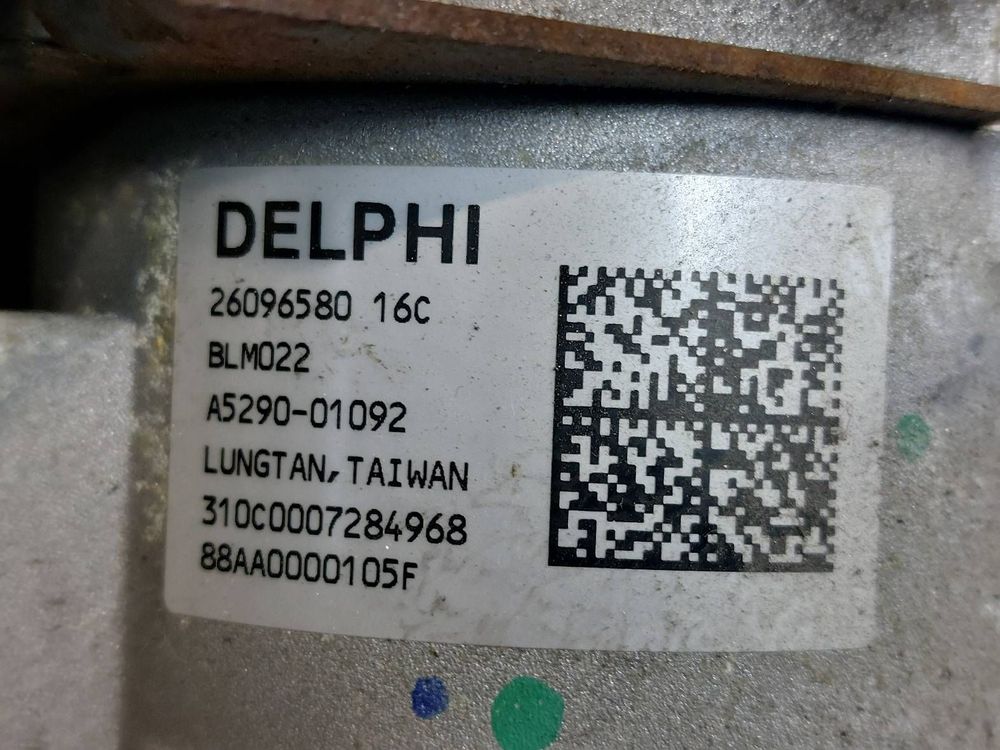 DELPHI
26096580 16C
BLM022
A5290-01092
LUNGTAN, TAIWAN
310C0007284968
88AA0000105F